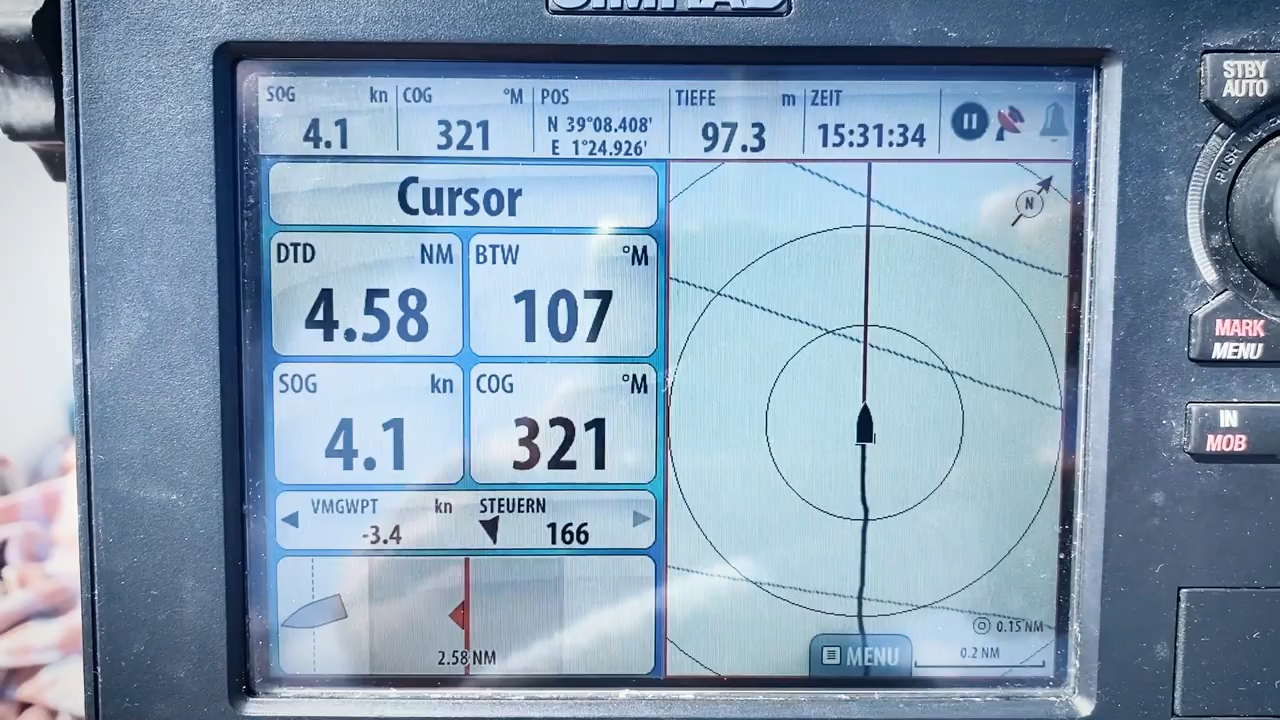 SIMRAD
SOG kn COG °M POS TIEFE m ZEIT
4.1 321 N 39°08.408' 97.3 15:31:34
E 1°24.926'
Cursor
DTD NM BTW °M
4.58 107
SOG kn COG °M
4.1 321
VMGWPT kn STEUERN
-3.4 166
2.58 NM
N
0.15 NM
0.2 NM
MENU
STBY
AUTO
PUSH
MARK
MENU
IN
MOB